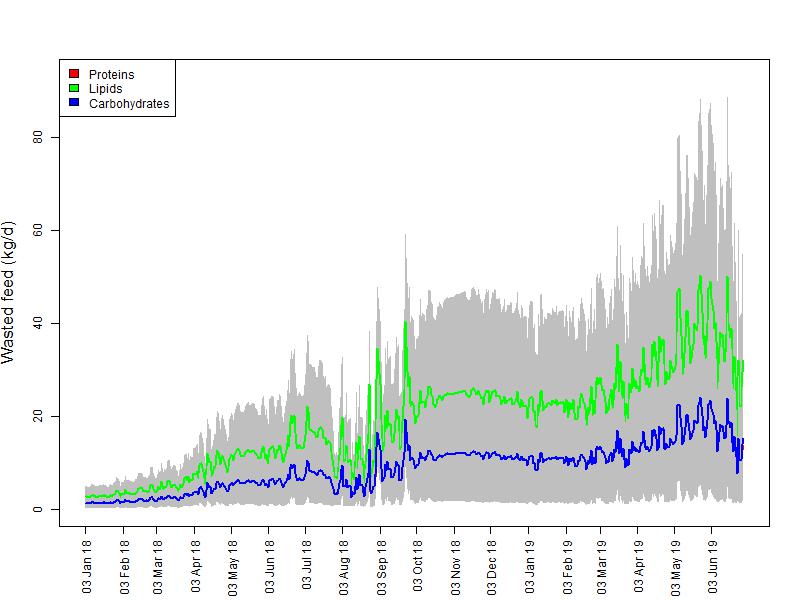 Proteins
Lipids
Carbohydrates
Wasted feed (kg/d)
80
60
40
20
0
03 Jan 18
03 Feb 18
03 Mar 18
03 Apr 18
03 May 18
03 Jun 18
03 Jul 18
03 Aug 18
03 Sep 18
03 Oct 18
03 Nov 18
03 Dec 18
03 Jan 19
03 Feb 19
03 Mar 19
03 Apr 19
03 May 19
03 Jun 19